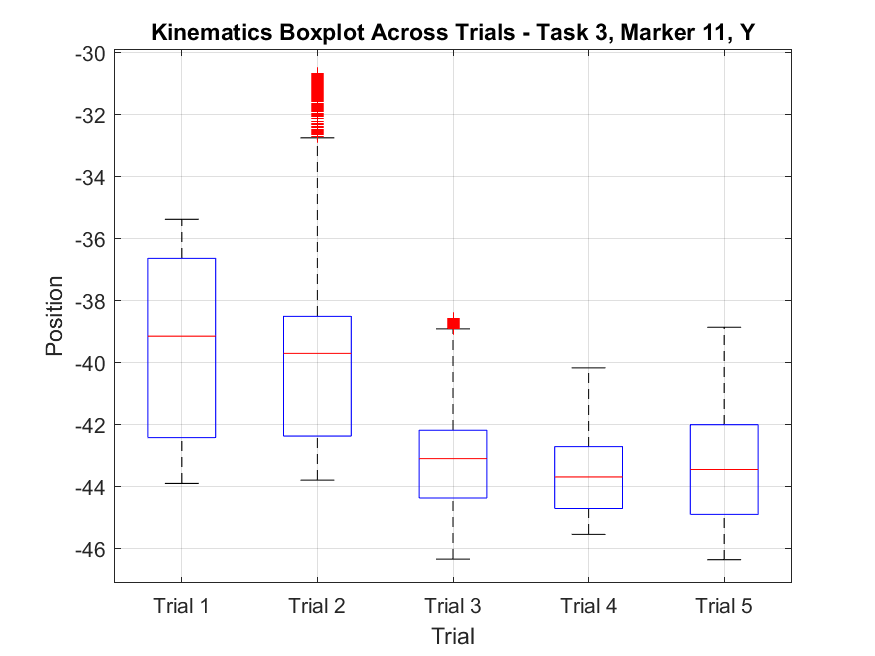 Kinematics Boxplot Across Trials - Task 3, Marker 11, Y
-30
-32
-34
-36
-38
-40
-42
-44
-46
Position
Trial 1 Trial 2 Trial 3 Trial 4 Trial 5
Trial